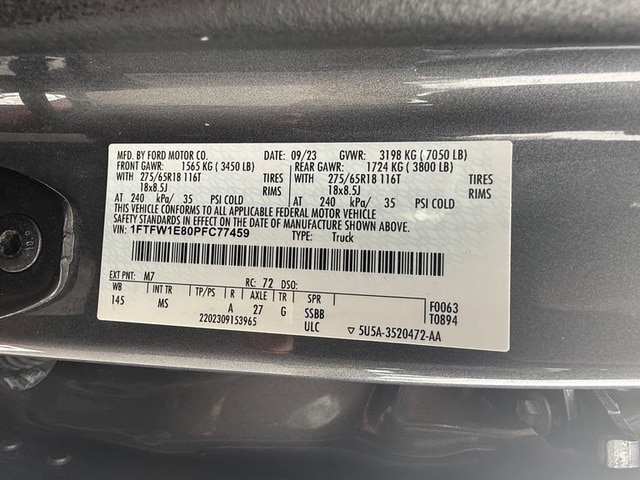 MFD. BY FORD MOTOR CO. DATE: 09/23 GVWR: 3198 KG ( 7050 LB)
FRONT GAWR: 1565 KG ( 3450 LB) REAR GAWR: 1724 KG ( 3800 LB)
WITH 275/65R18 116T TIRES WITH 275/65R18 116T TIRES
18x8.5J RIMS 18x8.5J RIMS
AT 240 kPa/ 35 PSI COLD AT 240 kPa/ 35 PSI COLD
THIS VEHICLE CONFORMS TO ALL APPLICABLE FEDERAL MOTOR VEHICLE
SAFETY STANDARDS IN EFFECT ON THE DATE OF MANUFACTURE SHOWN ABOVE.
VIN: 1FTFW1E80PFC77459 TYPE: Truck
EXT PNT: M7 RC: 72 DSO:
WB INT TR TP/PS R AXLE TR SPR F0063
145 MS A 27 G SSBB T0894
2202309153965 ULC ▽ 5U5A-3520472-AA